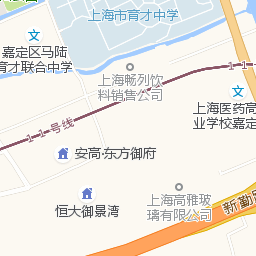 上海市育才中学
嘉定区马陆
育才联合中学
上海畅列饮
料销售公司
11
上海医药高
业学校嘉定
11号线
安高·东方御府
上海高雅玻
璃有限公司
恒大御景湾
新勤